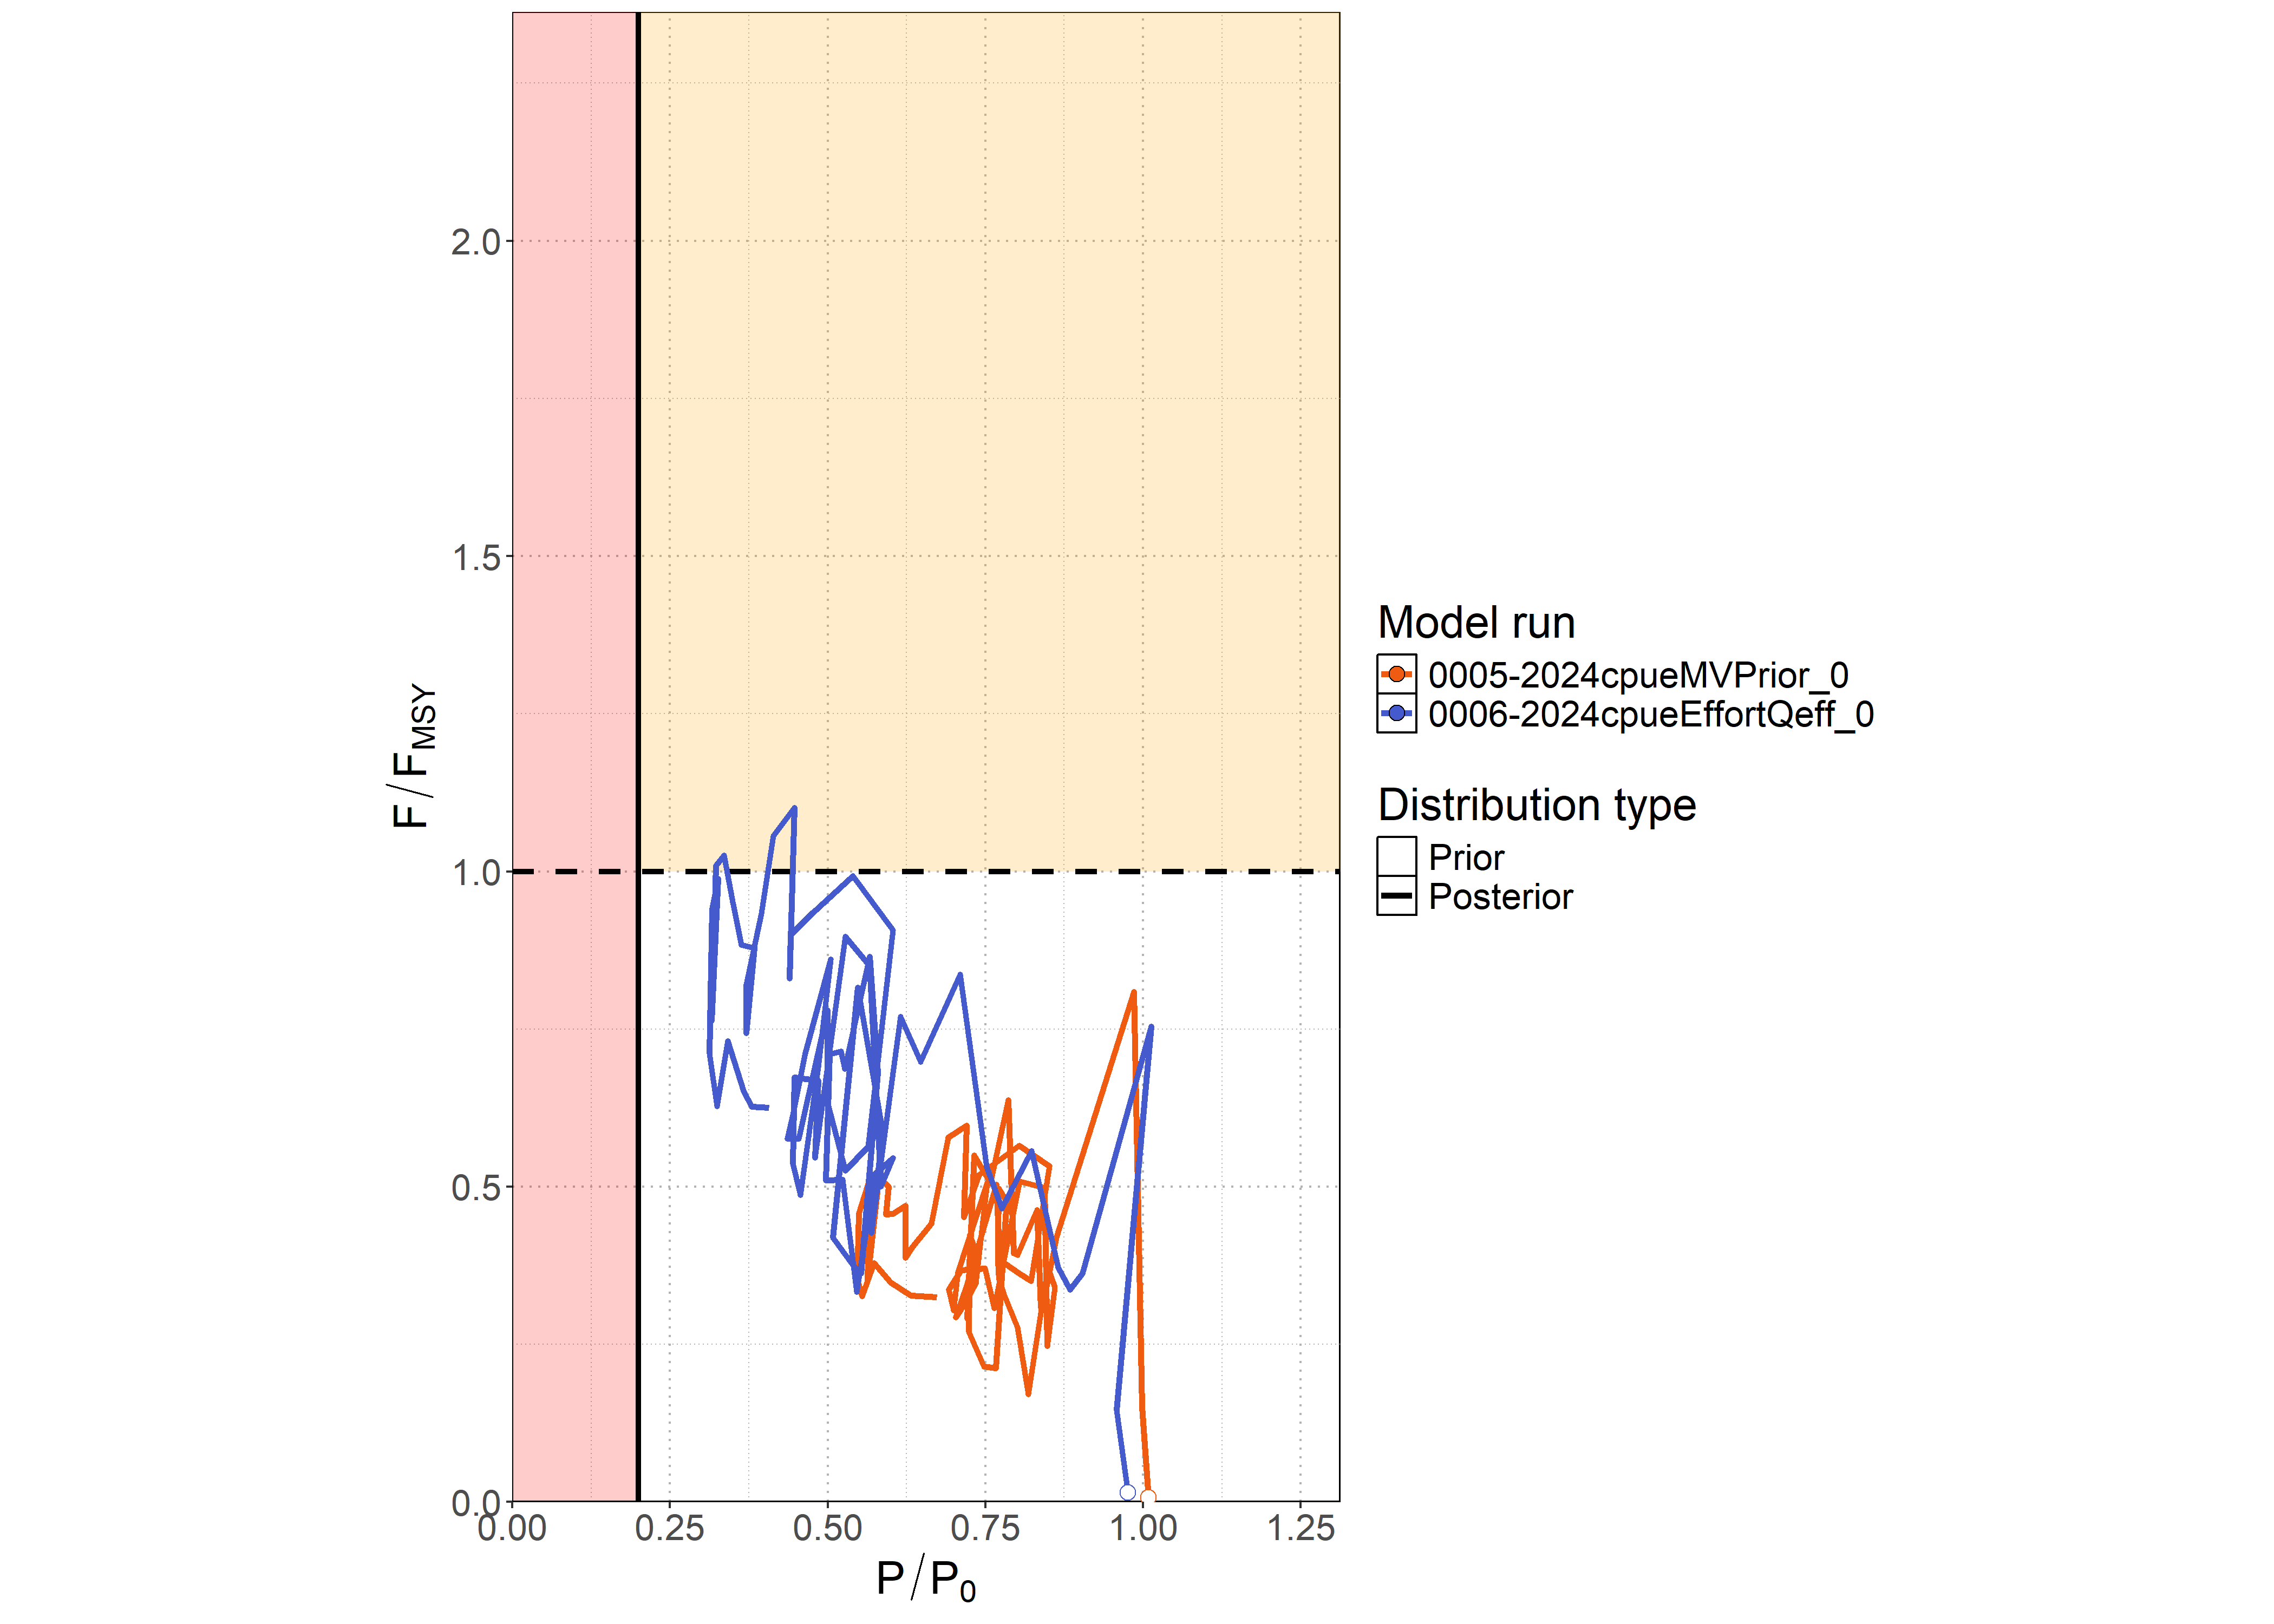 2.0
1.5
1.0
0.5
0.0
0.00 0.25 0.50 0.75 1.00 1.25
P/P0
F/FMSY
Model run
0005-2024cpueMVPrior_0
0006-2024cpueEffortQeff_0
Distribution type
Prior
Posterior